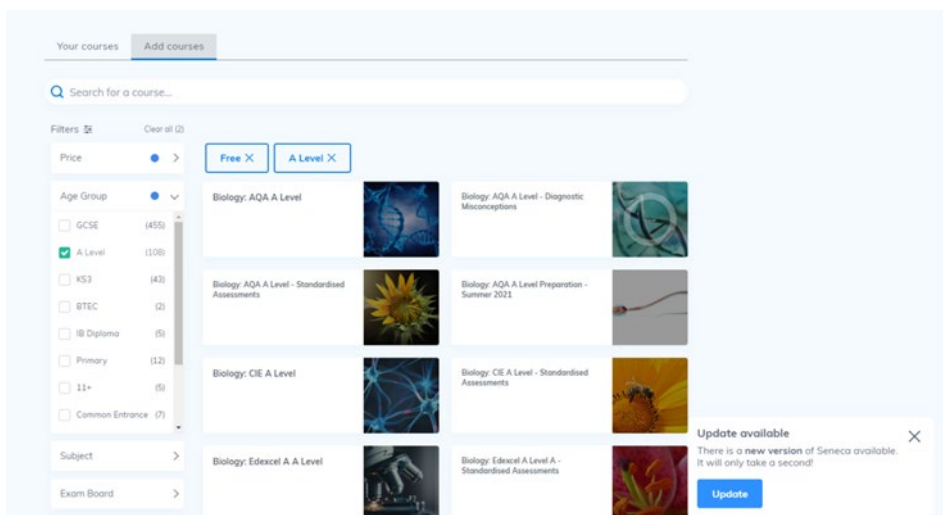 Your courses
Add courses
Search for a course...
Filters
Clear all (2)
Price
Free X
A Level X
Age Group
GCSE (455)
A Level (108)
KS3 (43)
BTEC (2)
IB Diploma (5)
Primary (12)
11+ (5)
Common Entrance (7)
Subject
Exam Board
Biology: AQA A Level
Biology: AQA A Level - Diagnostic
Misconceptions
Biology: AQA A Level - Standardised
Assessments
Biology: AQA A Level Preparation -
Summer 2021
Biology: CIE A Level
Biology: CIE A Level - Standardised
Assessments
Biology: Edexcel A A Level
Biology: Edexcel A Level A -
Standardised Assessments
Update available
There is a new version of Seneca available.
It will only take a second!
Update